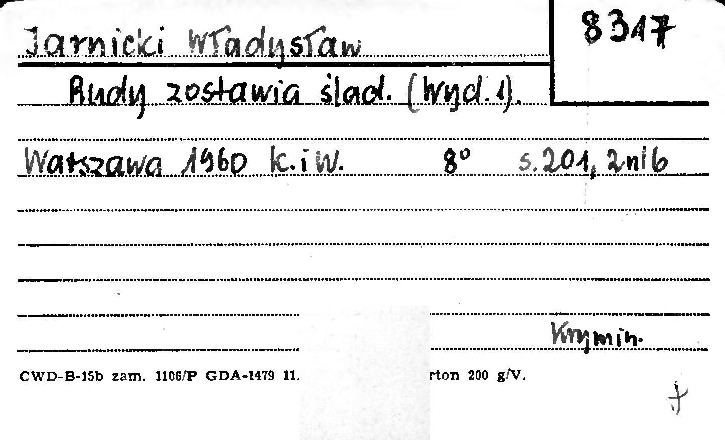 Jarnicki Władysław
8347
Rudy zostawia ślad. (Wyd. 1).
Warszawa 1960 K. i W. 8° s. 201, 2nlb
Krymin.
CWD-B-15b zam. 1106/P GDA-1479 11. rton 200 g/V.